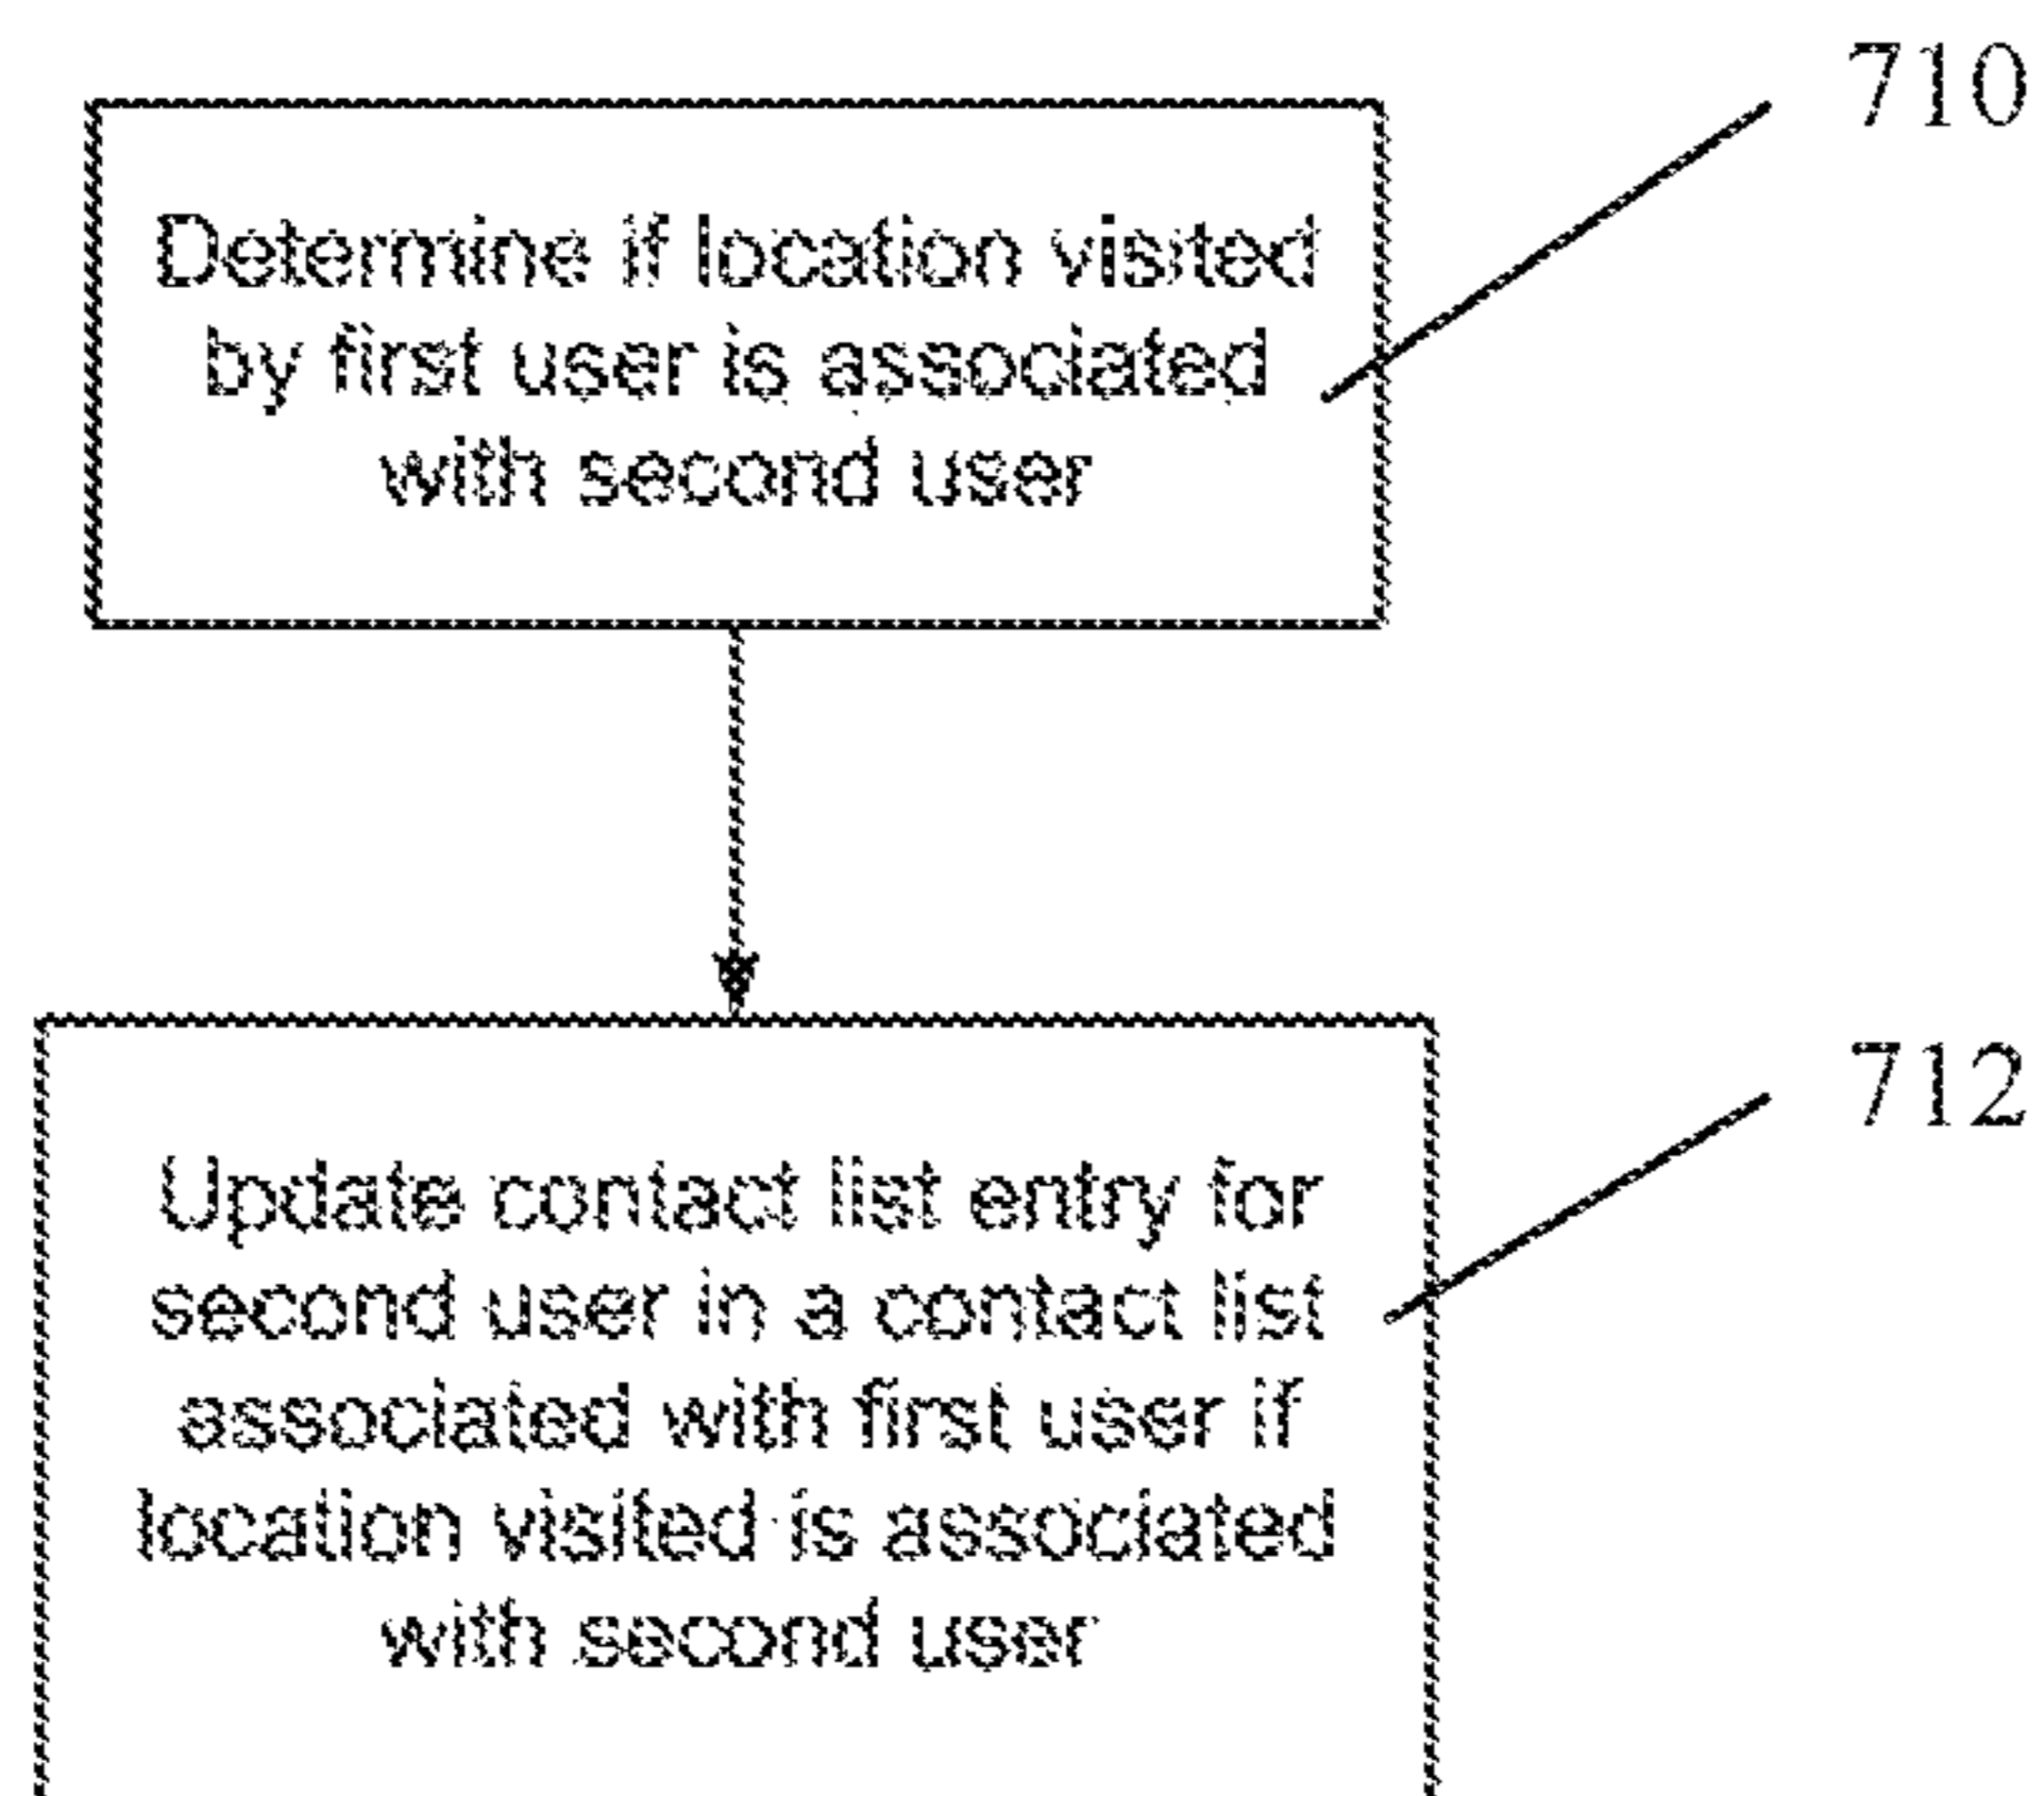 710
Determine if location visited
by first user is associated
with second user
712
Update contact list entry for
second user in a contact list
associated with first user if
location visited is associated
with second user